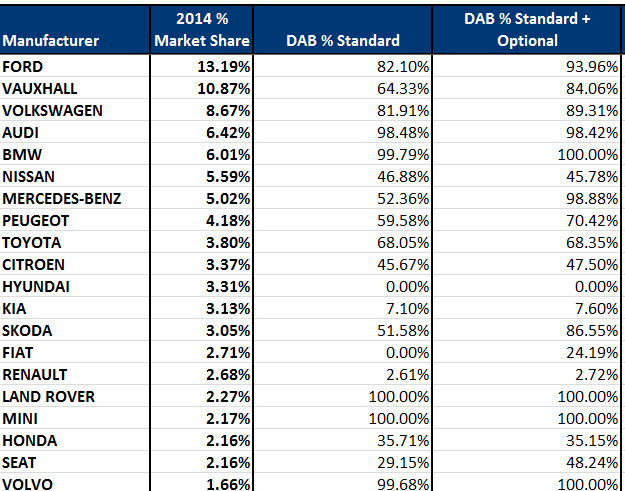 Manufacturer 2014 % Market Share DAB % Standard DAB % Standard + Optional
FORD 13.19% 82.10% 93.96%
VAUXHALL 10.87% 64.33% 84.06%
VOLKSWAGEN 8.67% 81.91% 89.31%
AUDI 6.42% 98.48% 98.42%
BMW 6.01% 99.79% 100.00%
NISSAN 5.59% 46.88% 45.78%
MERCEDES-BENZ 5.02% 52.36% 98.88%
PEUGEOT 4.18% 59.58% 70.42%
TOYOTA 3.80% 68.05% 68.35%
CITROEN 3.37% 45.67% 47.50%
HYUNDAI 3.31% 0.00% 0.00%
KIA 3.13% 7.10% 7.60%
SKODA 3.05% 51.58% 86.55%
FIAT 2.71% 0.00% 24.19%
RENAULT 2.68% 2.61% 2.72%
LAND ROVER 2.27% 100.00% 100.00%
MINI 2.17% 100.00% 100.00%
HONDA 2.16% 35.71% 35.15%
SEAT 2.16% 29.15% 48.24%
VOLVO 1.66% 99.68% 100.00%